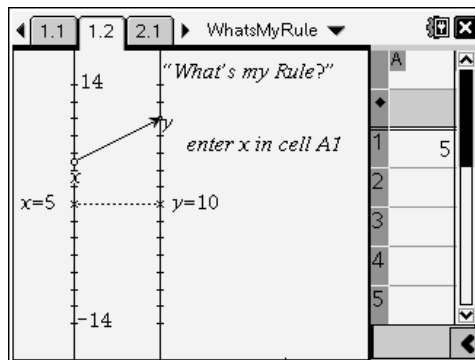 1.1 1.2 2.1 WhatsMyRule
14
"What's my Rule?"
y
enter x in cell A1
x
x=5
y=10
-14
A
1 5
2
3
4
5